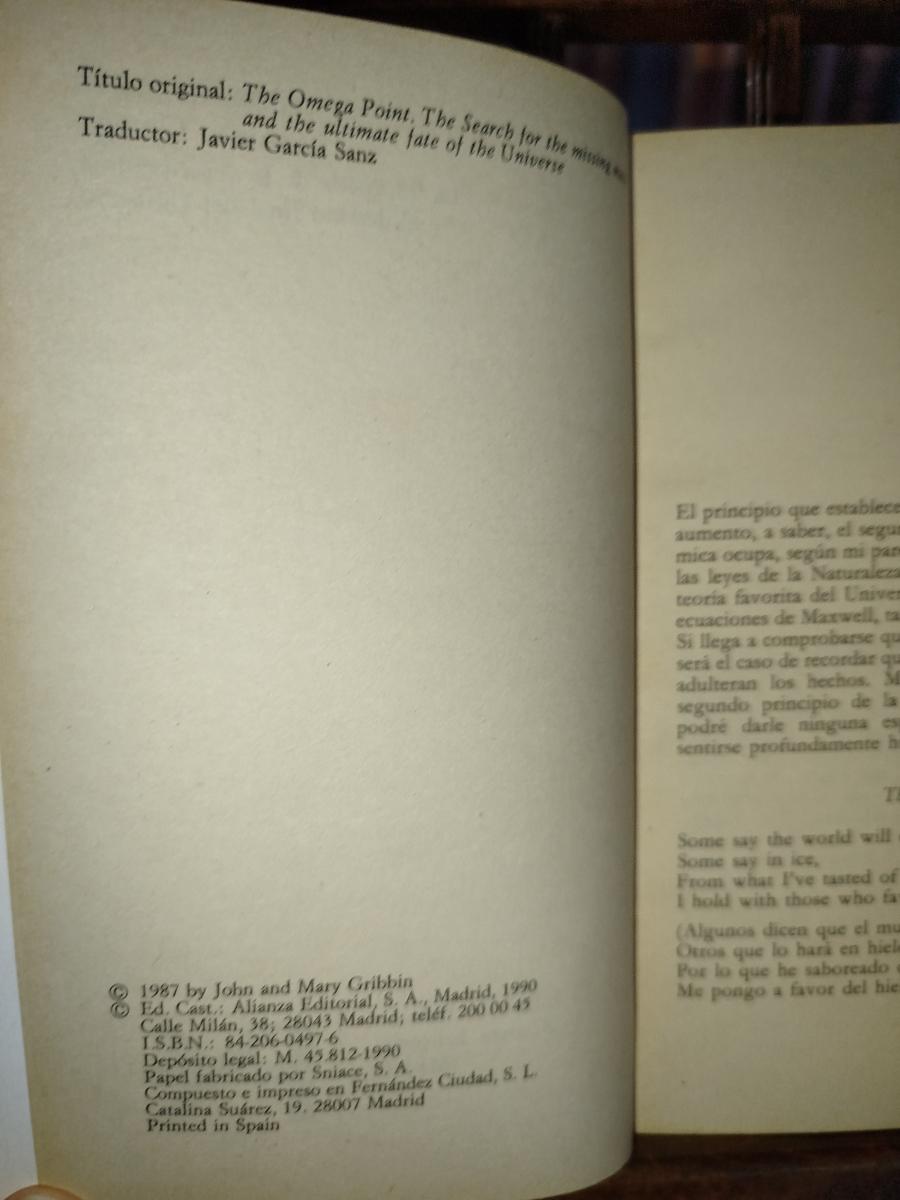 Título original: The Omega Point. The Search for the missing
and the ultimate fate of the Universe
Traductor: Javier García Sanz
© 1987 by John and Mary Gribbin
© Ed. Cast.: Alianza Editorial, S. A., Madrid, 1990
Calle Milán, 38; 28043 Madrid; teléf. 200 00 45
I.S.B.N.: 84-206-0497-6
Depósito legal: M. 45.812-1990
Papel fabricado por Sniace, S. A.
Compuesto e impreso en Fernández Ciudad, S. L.
Catalina Suárez, 19. 28007 Madrid
Printed in Spain
El principio que establece
aumento, a saber, el segu
mica ocupa, según mi par
las leyes de la Naturaleza
teoría favorita del Univer
ecuaciones de Maxwell, ta
Si llega a comprobarse qu
será el caso de recordar qu
adulteran los hechos. M
segundo principio de la
podré darle ninguna es
sentirse profundamente h
Some say the world will
Some say in ice,
From what I've tasted of
I hold with those who fa
(Algunos dicen que el mu
Otros que lo hará en hiel
Por lo que he saboreado
Me pongo a favor del hie